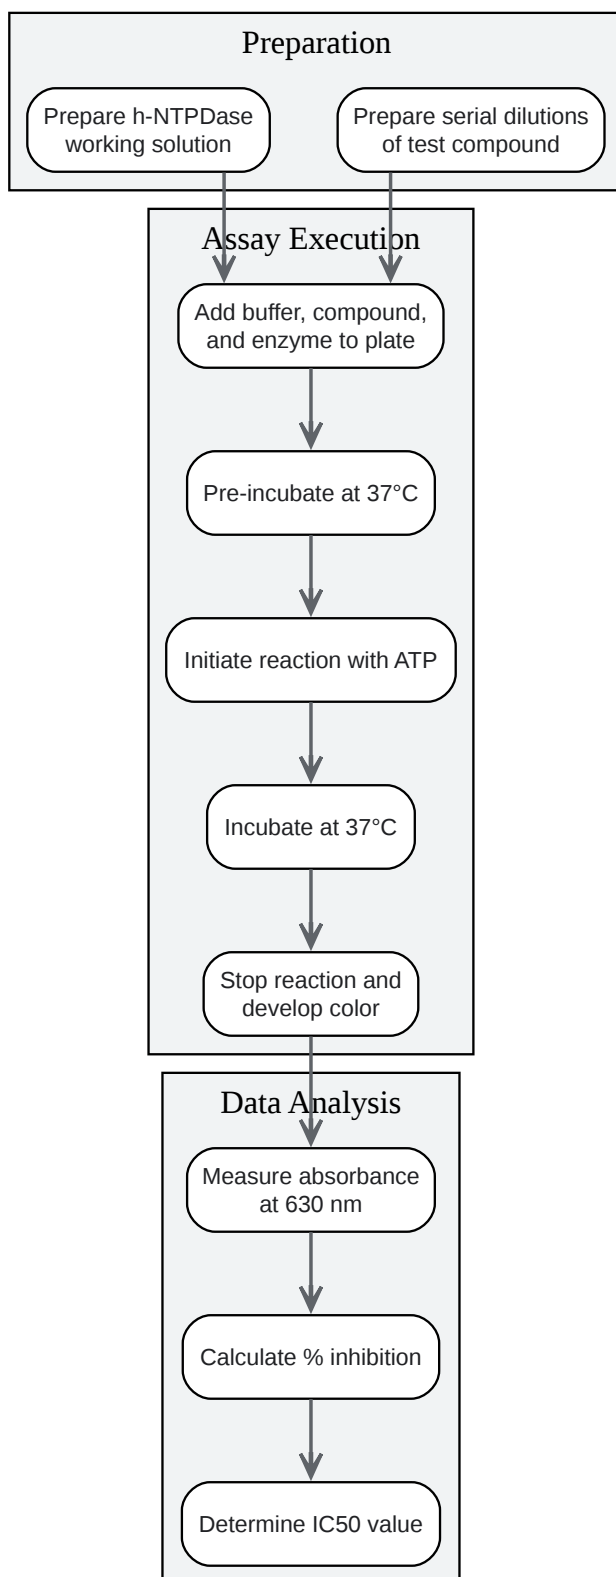 Preparation
Prepare h-NTPDase
working solution
Prepare serial dilutions
of test compound
Assay Execution
Add buffer, compound,
and enzyme to plate
Pre-incubate at 37°C
Initiate reaction with ATP
Incubate at 37°C
Stop reaction and
develop color
Data Analysis
Measure absorbance
at 630 nm
Calculate % inhibition
Determine IC50 value